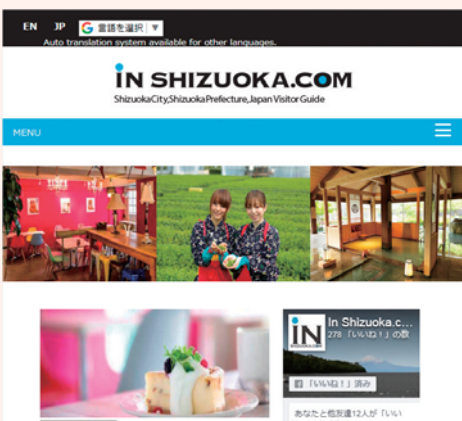 EN JP G 言語を選択 ▼
Auto translation system available for other languages.
iN SHIZUOKA.COM
ShizuokaCity,ShizuokaPrefecture,Japan Visitor Guide
MENU
iN
In Shizuoka.c...
278 「いいね！」の数
「いいね！」済み
あなたと他友達12人が「いい